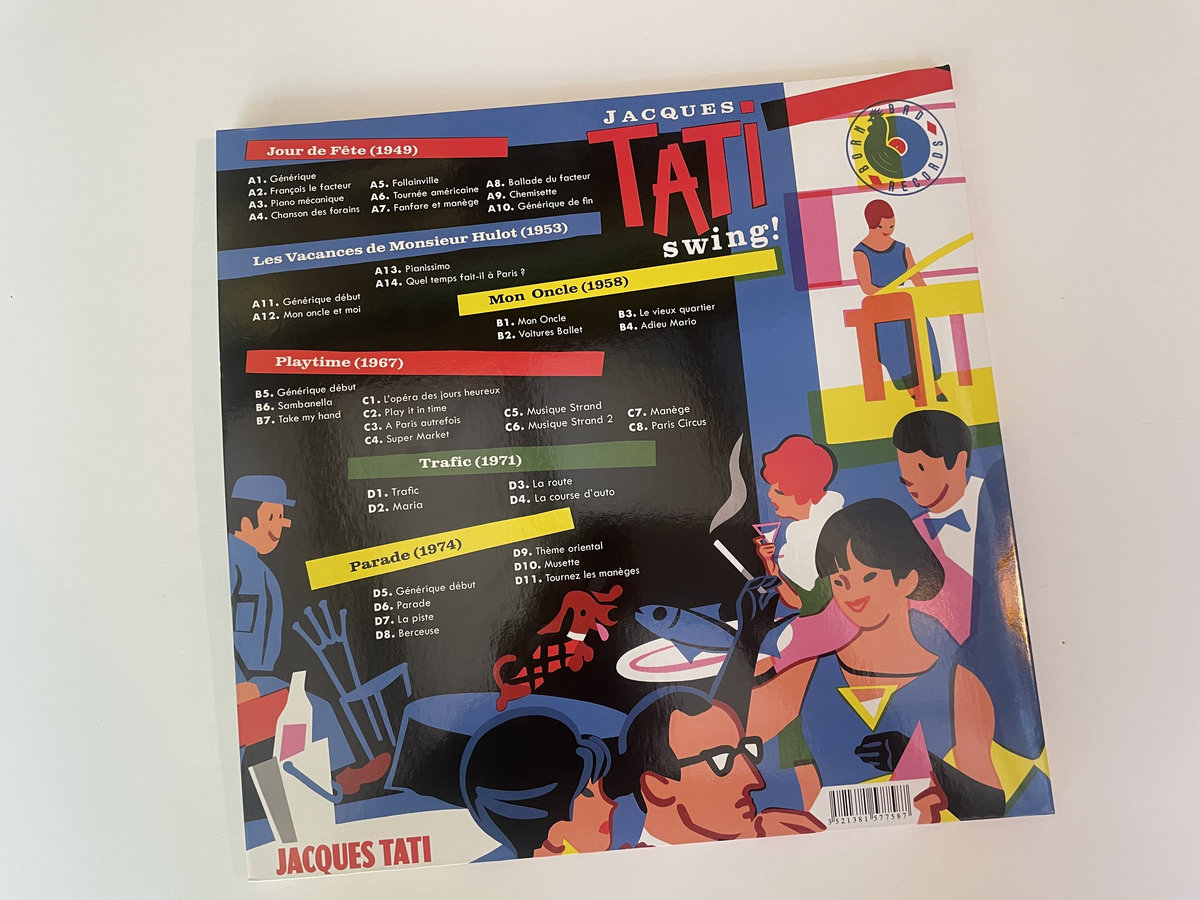 JACQUES
TATi
swing!
BORN BAD RECORDS
Jour de Fête (1949)
A1. Générique
A2. François le facteur
A3. Piano mécanique
A4. Chanson des forains
A5. Follainville
A6. Tournée américaine
A7. Fanfare et manège
A8. Ballade du facteur
A9. Chemisette
A10. Générique de fin
Les Vacances de Monsieur Hulot (1953)
A11. Générique début
A12. Mon oncle et moi
A13. Pianissimo
A14. Quel temps fait-il à Paris ?
Mon Oncle (1958)
B1. Mon Oncle
B2. Voitures Ballet
B3. Le vieux quartier
B4. Adieu Mario
Playtime (1967)
B5. Générique début
B6. Sambanella
B7. Take my hand
C1. L'opéra des jours heureux
C2. Play it in time
C3. A Paris autrefois
C4. Super Market
C5. Musique Strand
C6. Musique Strand 2
C7. Manège
C8. Paris Circus
Trafic (1971)
D1. Trafic
D2. Maria
D3. La route
D4. La course d'auto
Parade (1974)
D5. Générique début
D6. Parade
D7. La piste
D8. Berceuse
D9. Thème oriental
D10. Musette
D11. Tournez les manèges
JACQUES TATI
3 521381 577587